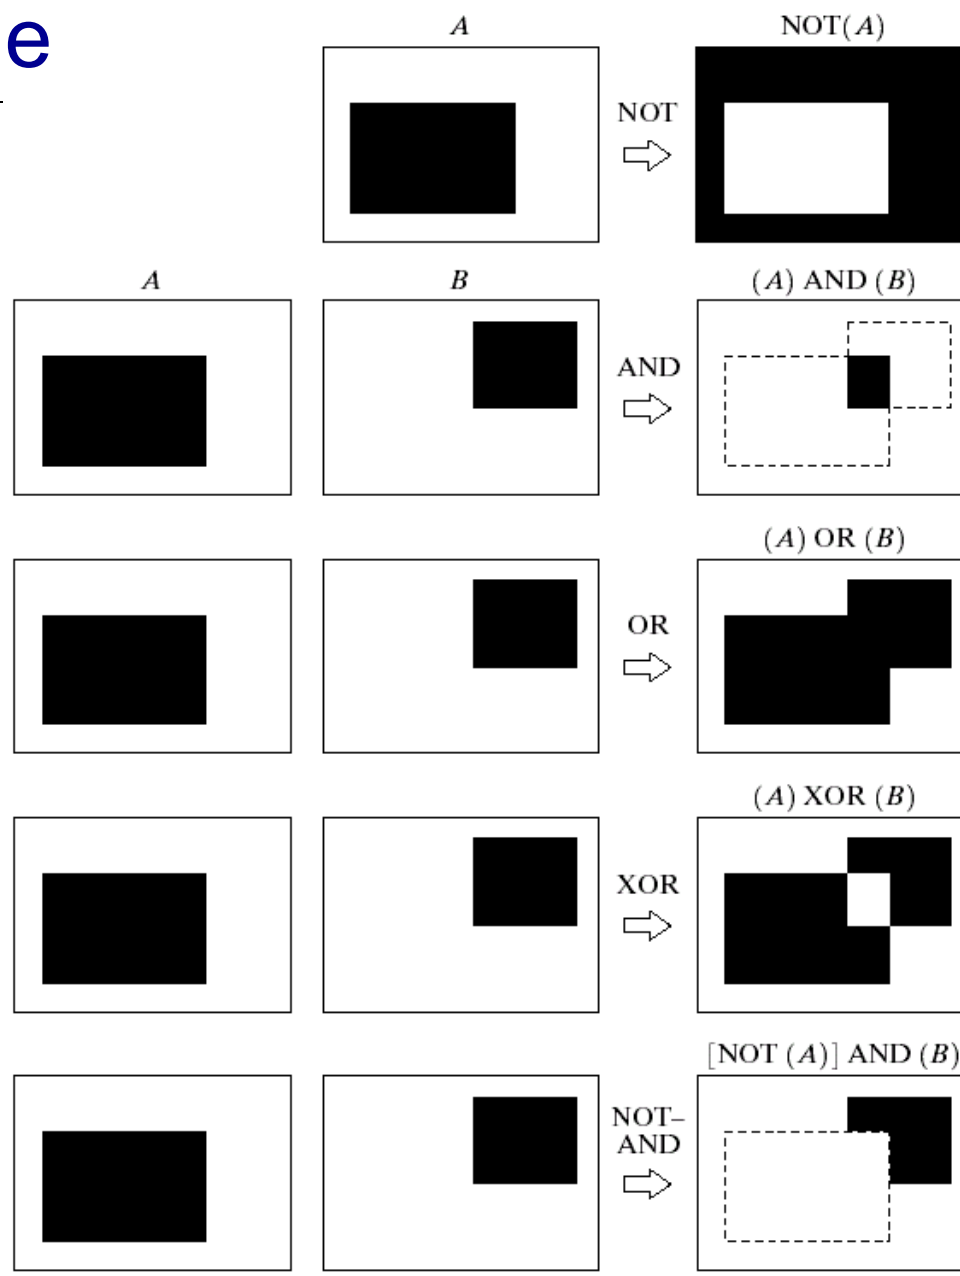 e
A
NOT(A)
NOT
A
B
(A) AND (B)
AND
(A) OR (B)
OR
(A) XOR (B)
XOR
[NOT (A)] AND (B)
NOT–
AND